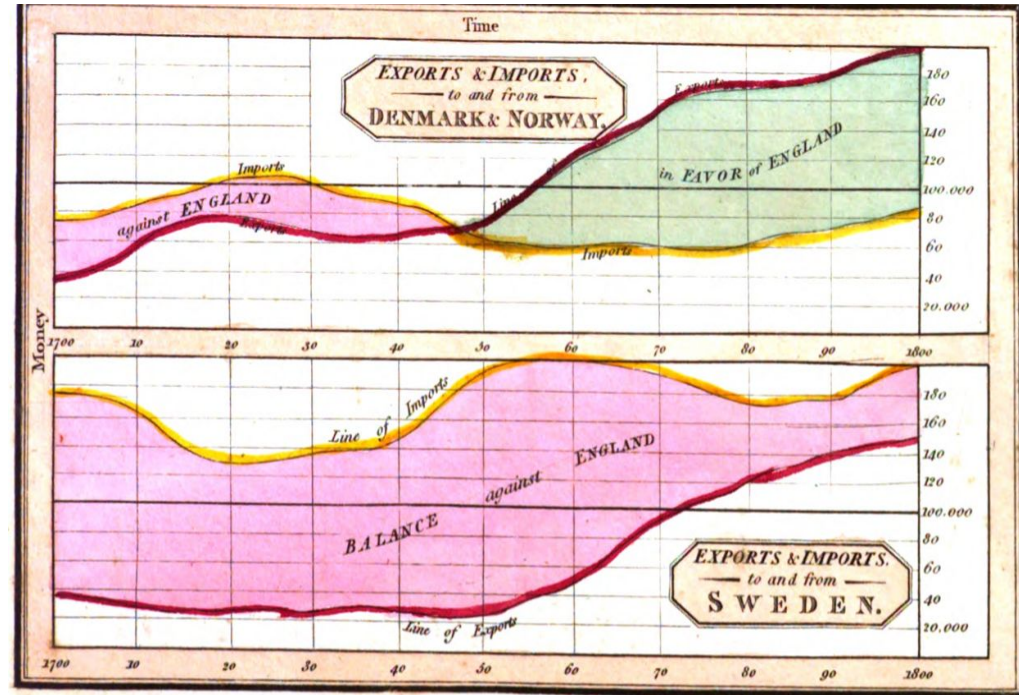 Time
EXPORTS & IMPORTS,
to and from
DENMARK & NORWAY.
Imports
against ENGLAND
Exports
Line of Exports
in FAVOR of ENGLAND
Imports
180
160
140
120
100.000
80
60
40
20.000
Money
1700 10 20 30 40 50 60 70 80 90 1800
Line of Imports
BALANCE against ENGLAND
Line of Exports
180
160
140
120
100.000
80
60
40
20.000
EXPORTS & IMPORTS.
to and from
SWEDEN.
1700 10 20 30 40 50 60 70 80 90 1800